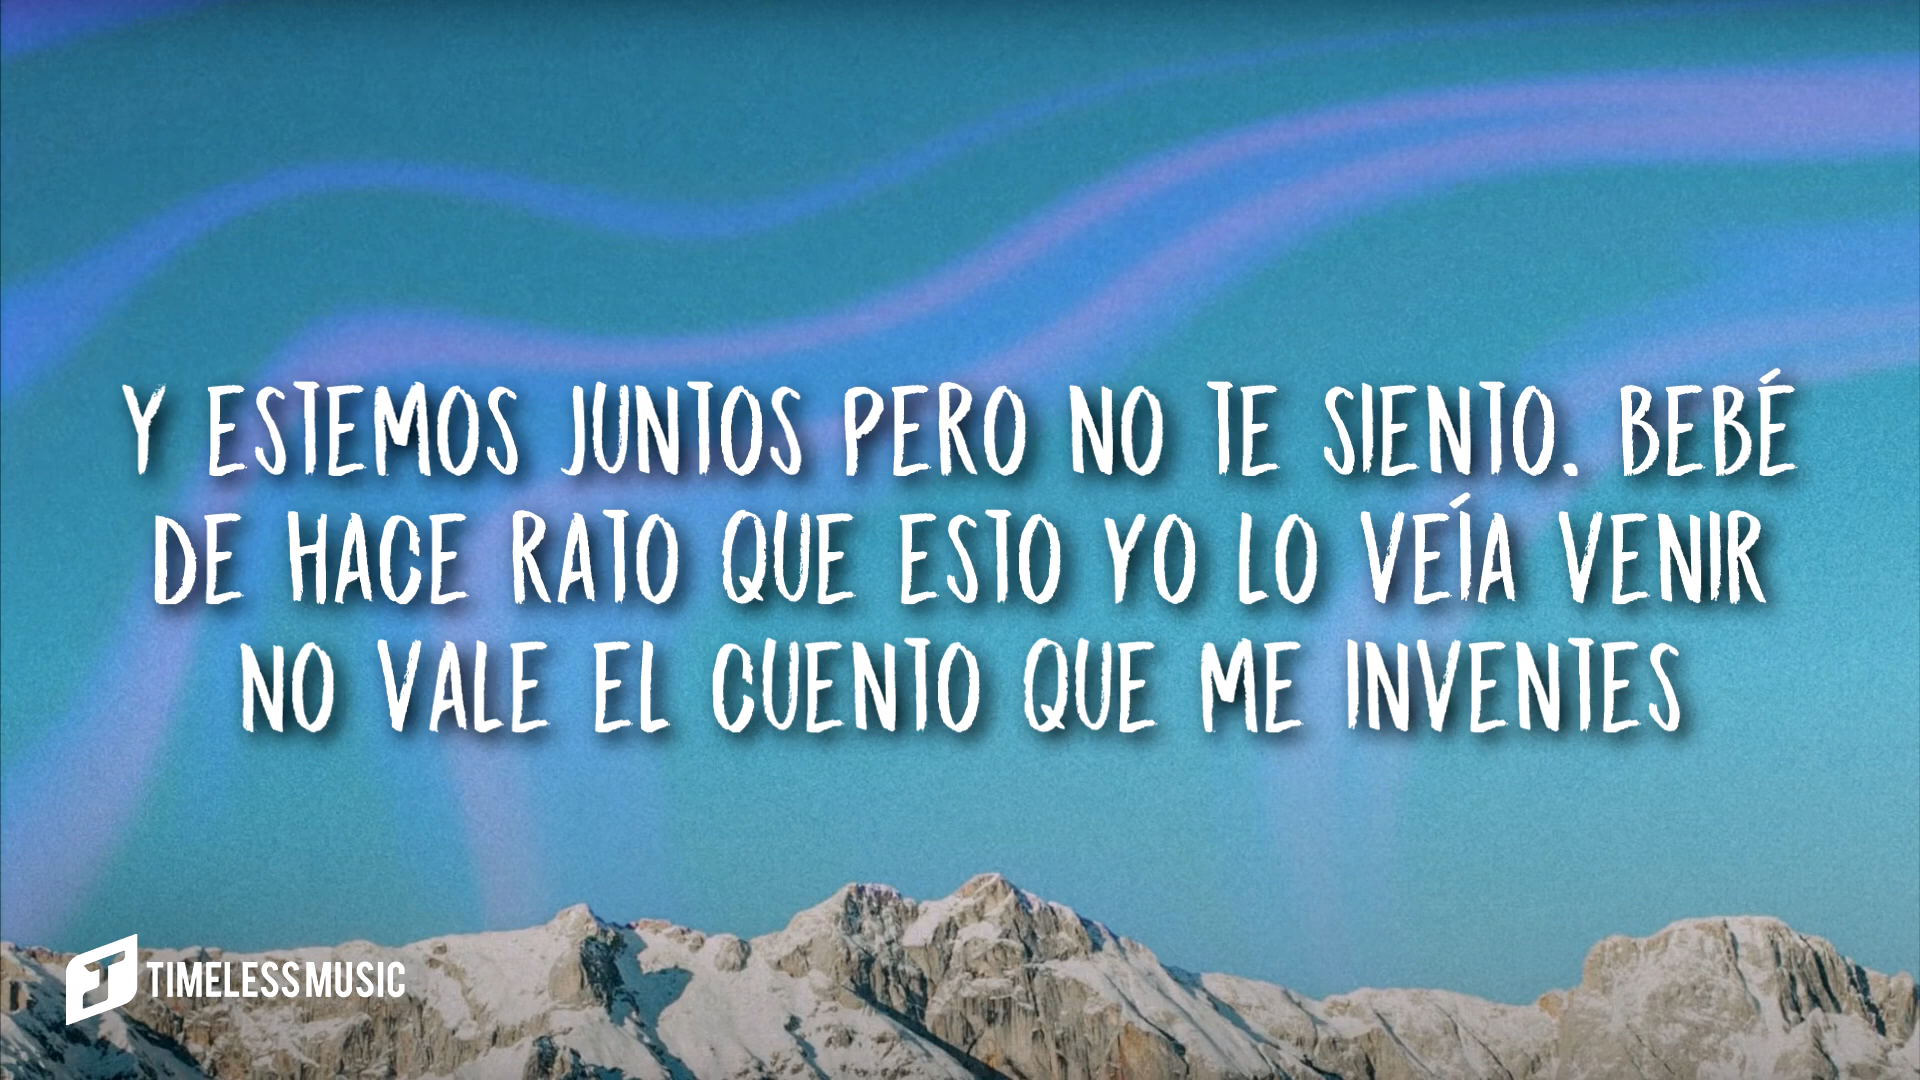 Y ESTEMOS JUNTOS PERO NO TE SIENTO. BEBÉ
DE HACE RATO QUE ESTO YO LO VEÍA VENIR
NO VALE EL CUENTO QUE ME INVENTES
TIMELESS MUSIC